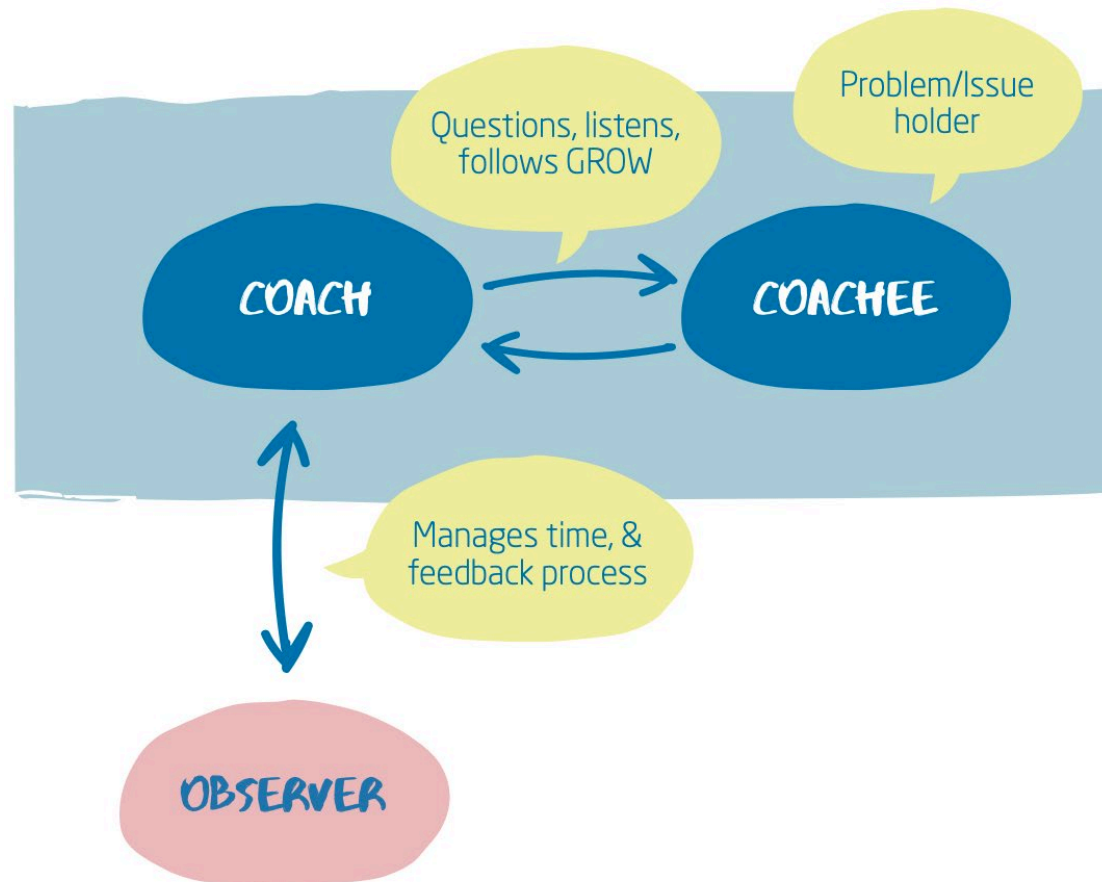 Problem/Issue
holder
Questions, listens,
follows GROW
COACH
COACHEE
Manages time, &
feedback process
OBSERVER